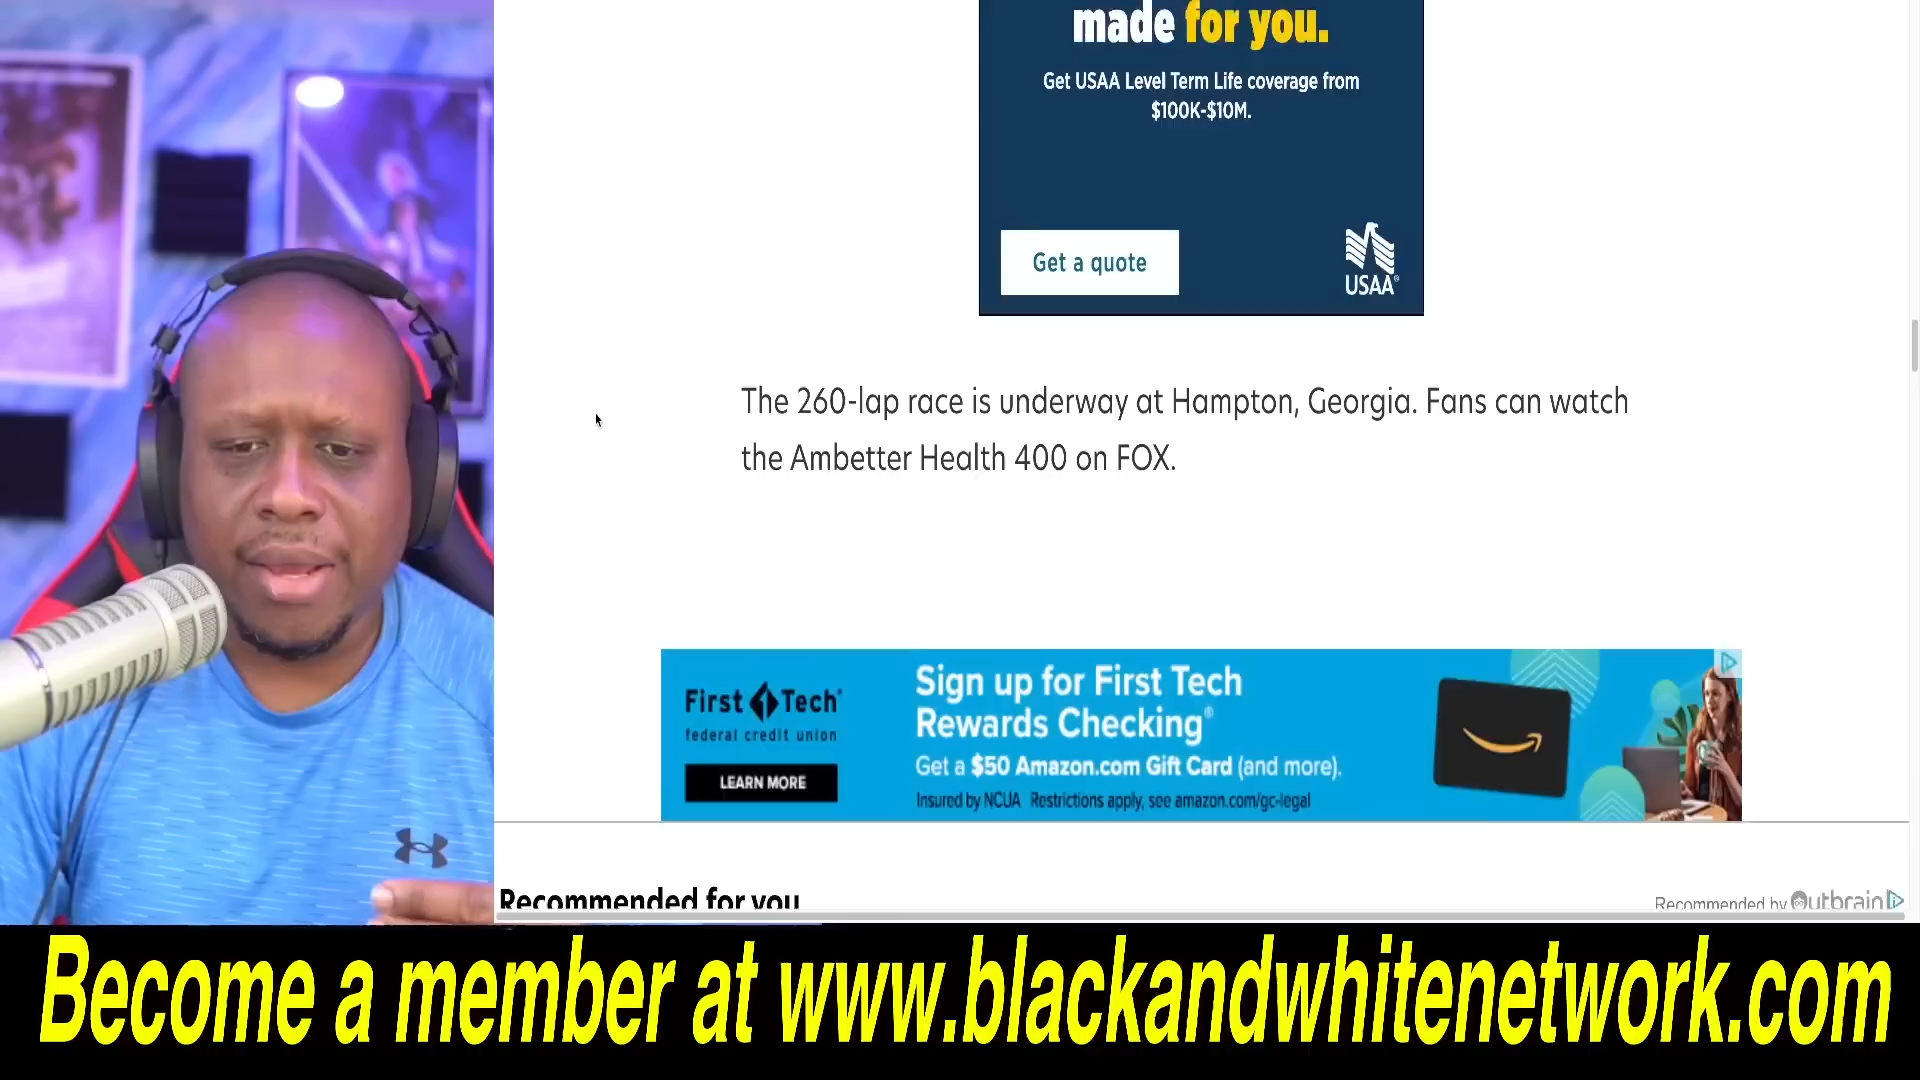 made for you.
Get USAA Level Term Life coverage from
$100K-$10M.
Get a quote
USAA®
The 260-lap race is underway at Hampton, Georgia. Fans can watch
the Ambetter Health 400 on FOX.
First Tech®
federal credit union
LEARN MORE
Sign up for First Tech
Rewards Checking®
Get a $50 Amazon.com Gift Card (and more).
Insured by NCUA Restrictions apply, see amazon.com/gc-legal
Recommended for you
Recommended by Outbrain
Become a member at www.blackandwhitenetwork.com